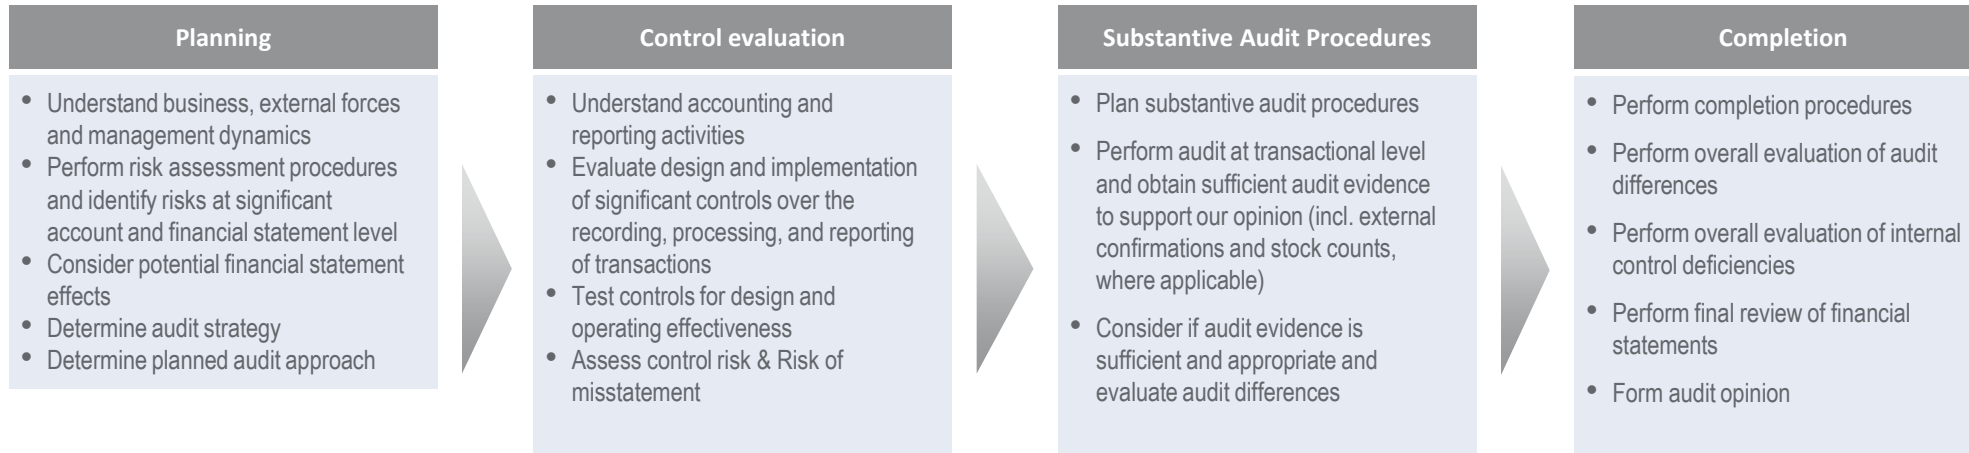 Planning
• Understand business, external forces
and management dynamics
• Perform risk assessment procedures
and identify risks at significant
account and financial statement level
• Consider potential financial statement
effects
• Determine audit strategy
• Determine planned audit approach
Control evaluation
• Understand accounting and
reporting activities
• Evaluate design and implementation
of significant controls over the
recording, processing, and reporting
of transactions
• Test controls for design and
operating effectiveness
• Assess control risk & Risk of
misstatement
Substantive Audit Procedures
• Plan substantive audit procedures
• Perform audit at transactional level
and obtain sufficient audit evidence
to support our opinion (incl. external
confirmations and stock counts,
where applicable)
• Consider if audit evidence is
sufficient and appropriate and
evaluate audit differences
Completion
• Perform completion procedures
• Perform overall evaluation of audit
differences
• Perform overall evaluation of internal
control deficiencies
• Perform final review of financial
statements
• Form audit opinion